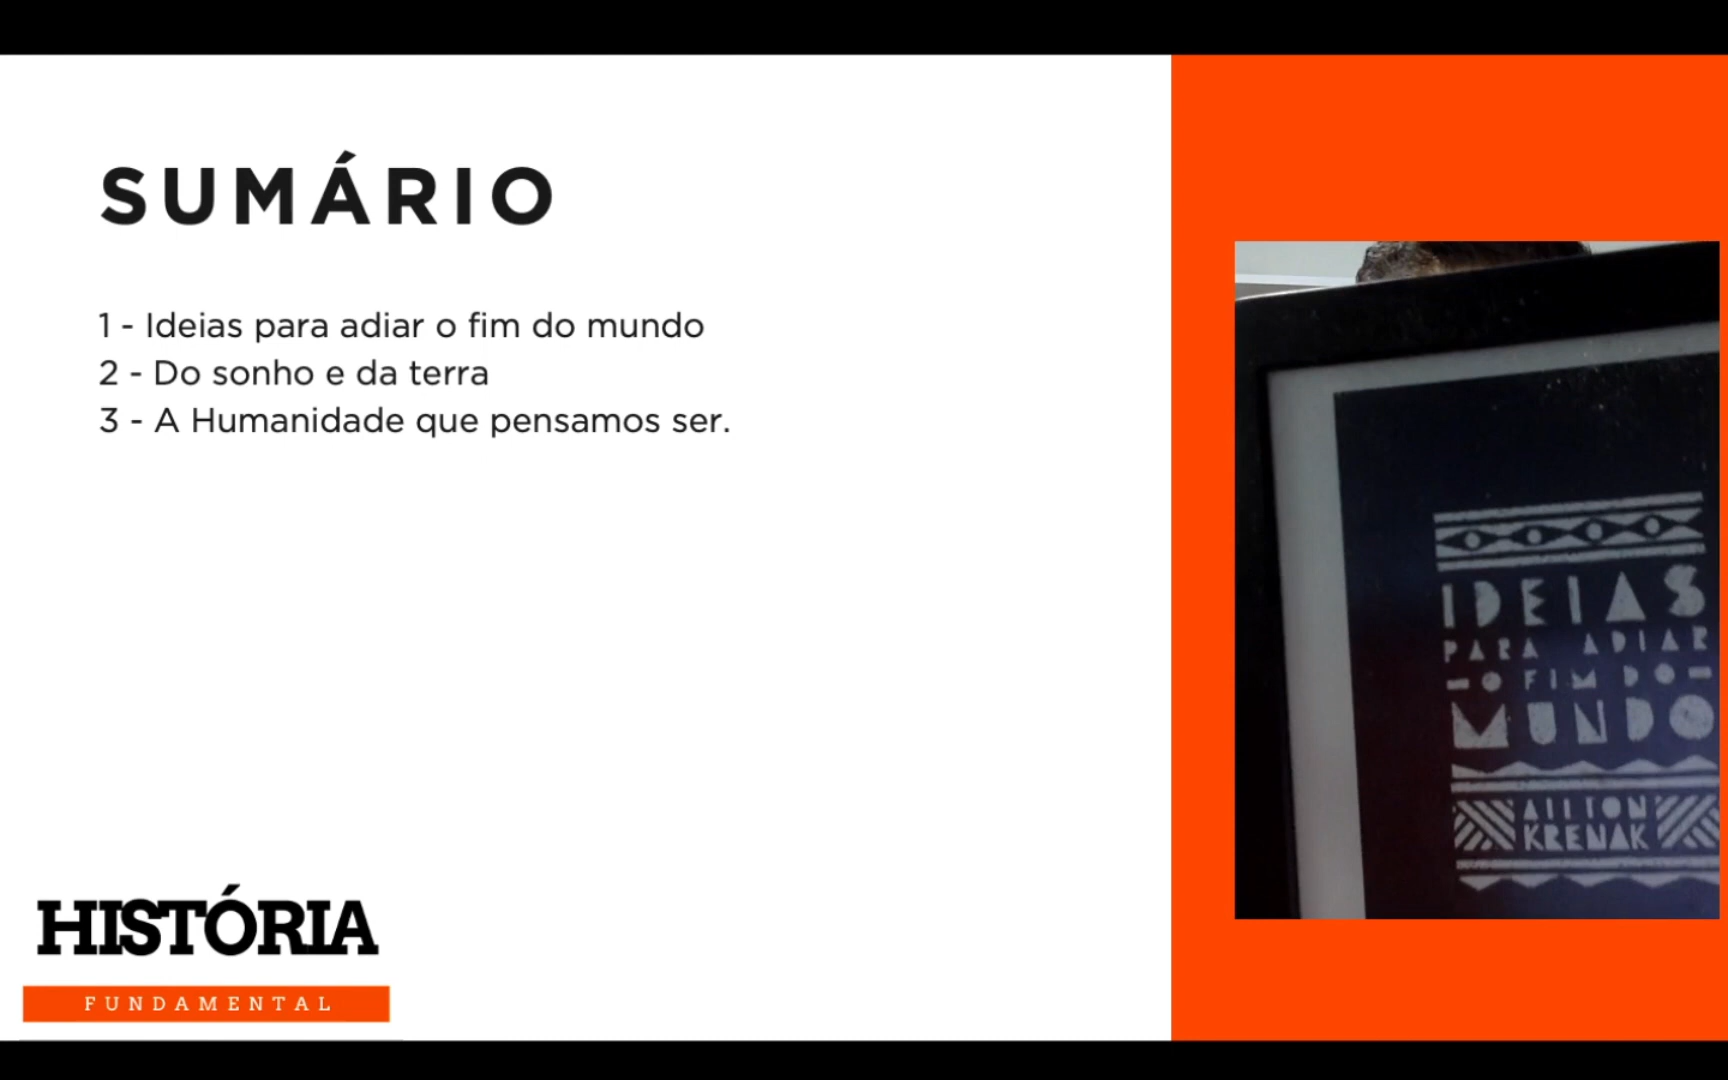 SUMÁRIO
1 - Ideias para adiar o fim do mundo
2 - Do sonho e da terra
3 - A Humanidade que pensamos ser.
HISTÓRIA
FUNDAMENTAL
IDEIAS
PARA ADIAR
O FIM DO
MUNDO
AILTON
KRENAK